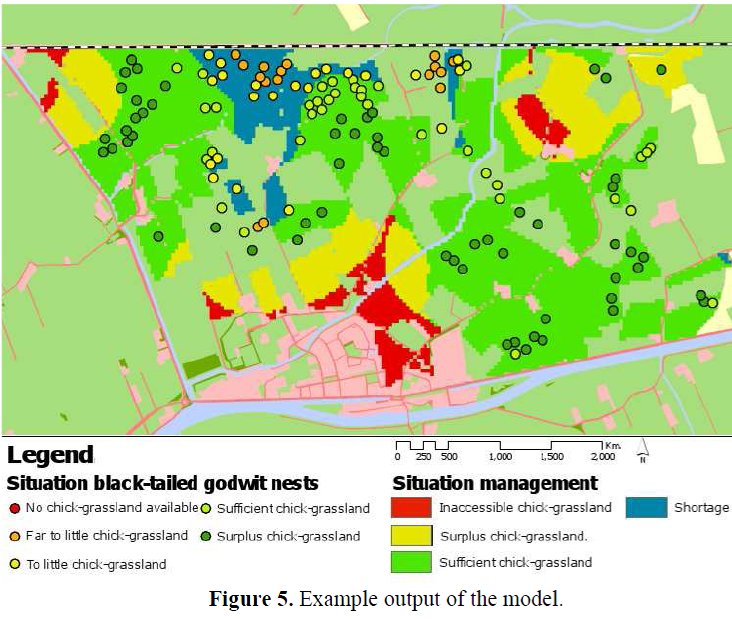 0 250 500 1,000 1,500 2,000 Km.
N
Legend
Situation black-tailed godwit nests
No chick-grassland available
Far to little chick-grassland
To little chick-grassland
Sufficient chick-grassland
Surplus chick-grassland
Situation management
Inaccessible chick-grassland
Surplus chick-grassland.
Sufficient chick-grassland
Shortage
Figure 5. Example output of the model.